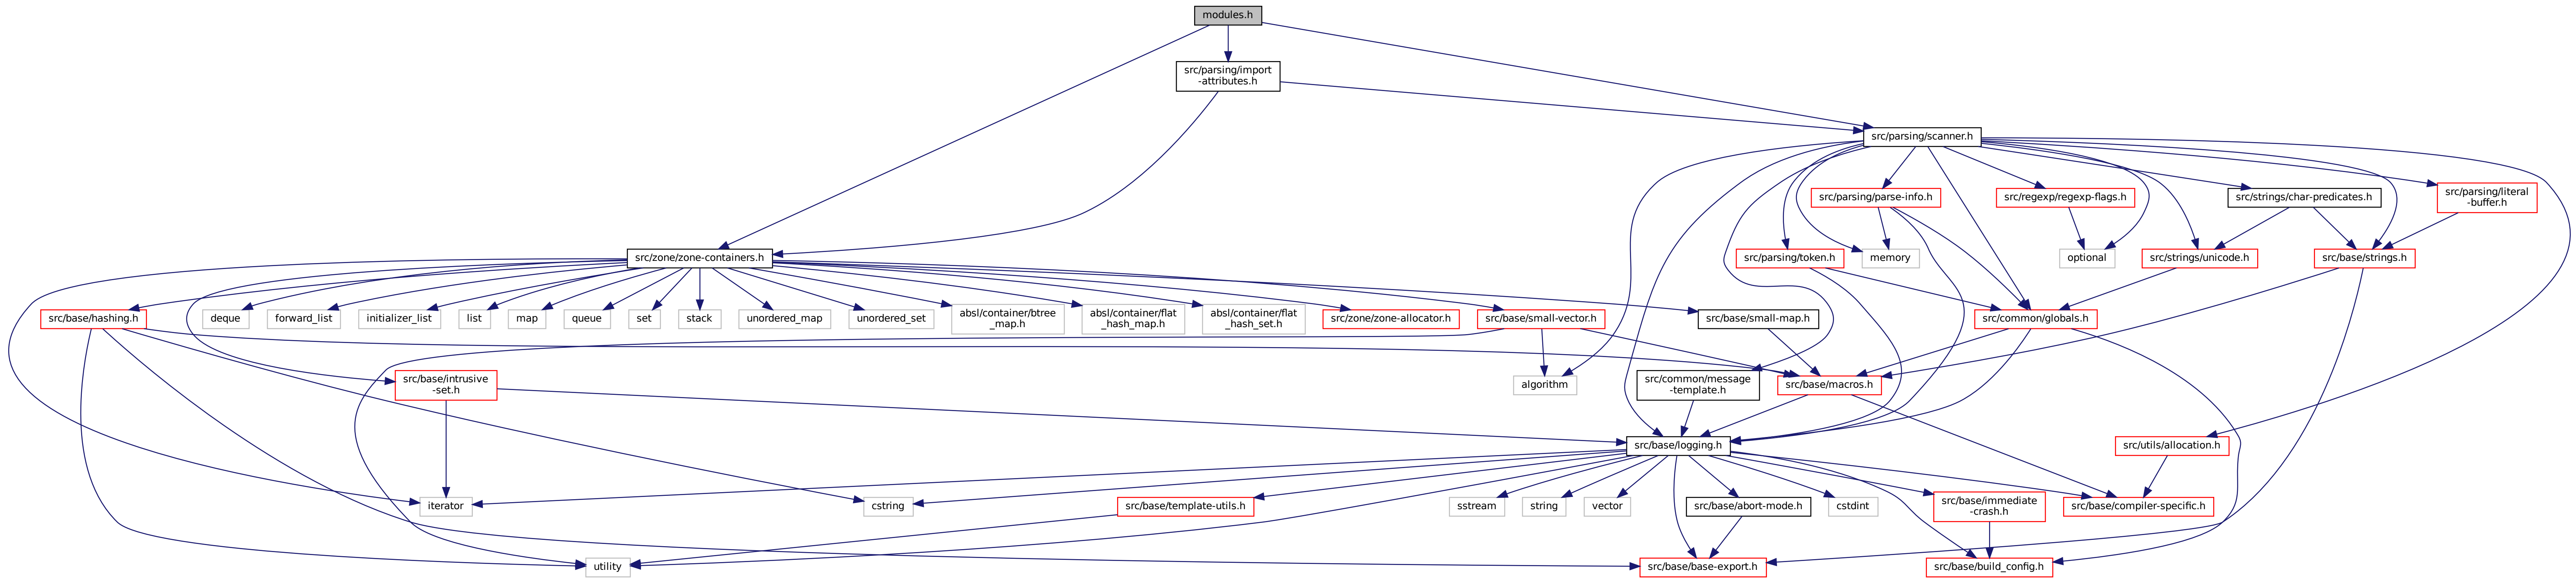 modules.h
src/parsing/import
-attributes.h
src/parsing/scanner.h
src/parsing/parse-info.h
src/regexp/regexp-flags.h
src/strings/char-predicates.h
src/parsing/literal
-buffer.h
src/zone/zone-containers.h
src/parsing/token.h
memory
optional
src/strings/unicode.h
src/base/strings.h
src/base/hashing.h
deque
forward_list
initializer_list
list
map
queue
set
stack
unordered_map
unordered_set
absl/container/btree
_map.h
absl/container/flat
_hash_map.h
absl/container/flat
_hash_set.h
src/zone/zone-allocator.h
src/base/small-vector.h
src/base/small-map.h
src/common/globals.h
src/base/intrusive
-set.h
algorithm
src/common/message
-template.h
src/base/macros.h
src/base/logging.h
src/utils/allocation.h
iterator
cstring
src/base/template-utils.h
sstream
string
vector
src/base/abort-mode.h
cstdint
src/base/immediate
-crash.h
src/base/compiler-specific.h
utility
src/base/base-export.h
src/base/build_config.h